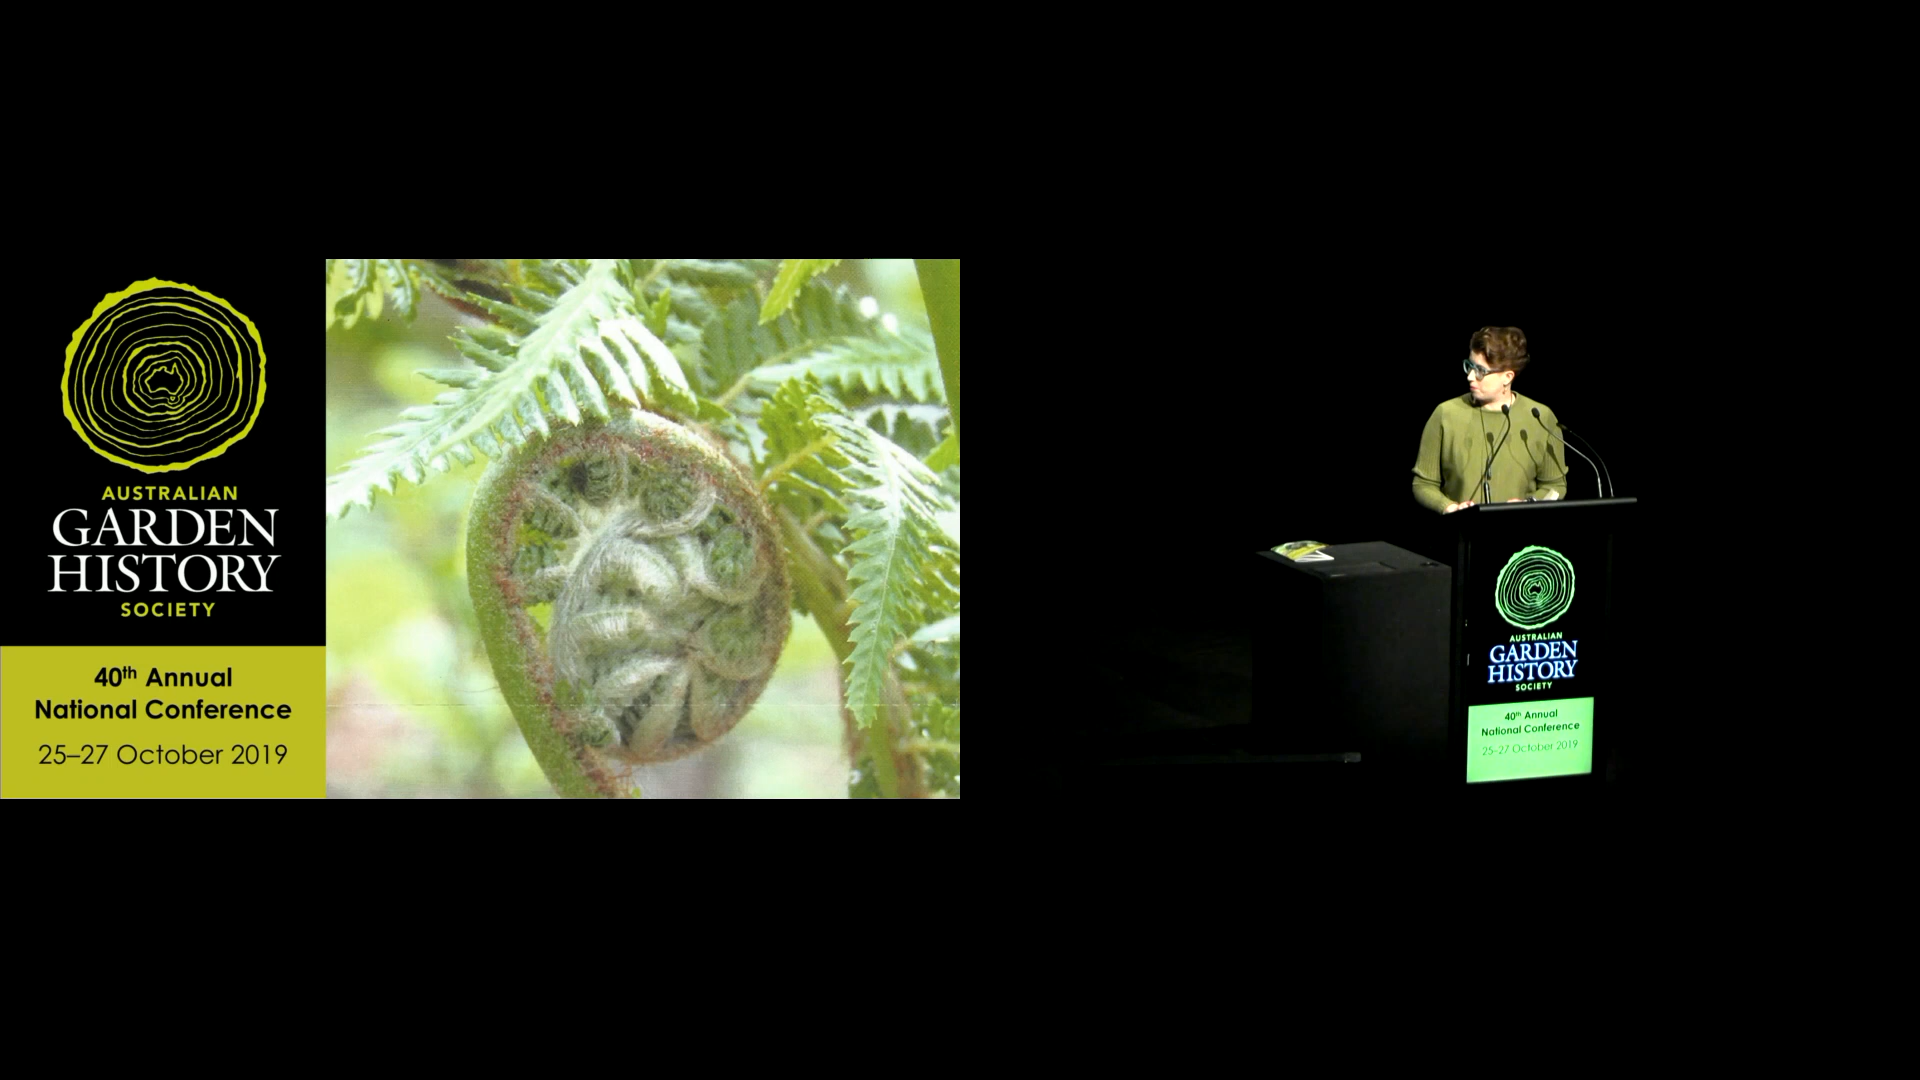 AUSTRALIAN
GARDEN
HISTORY
SOCIETY
40th Annual
National Conference
25–27 October 2019
AUSTRALIAN
GARDEN
HISTORY
SOCIETY
40th Annual
National Conference
25–27 October 2019